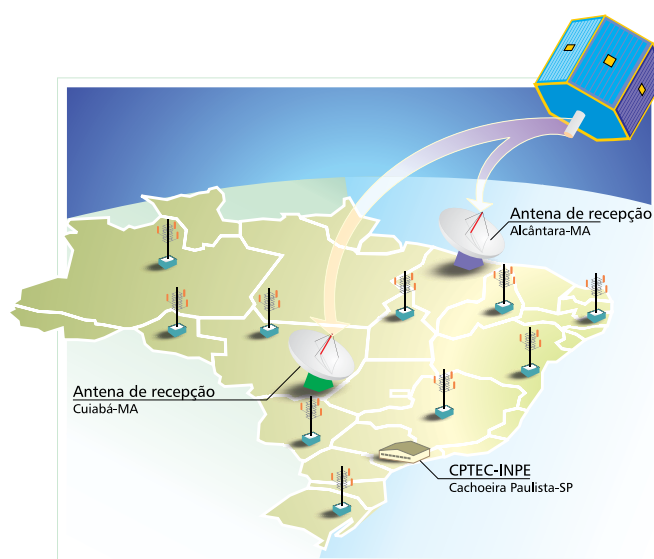 Antena de recepção
Alcântara-MA
Antena de recepção
Cuiabá-MA
CPTEC-INPE
Cachoeira Paulista-SP